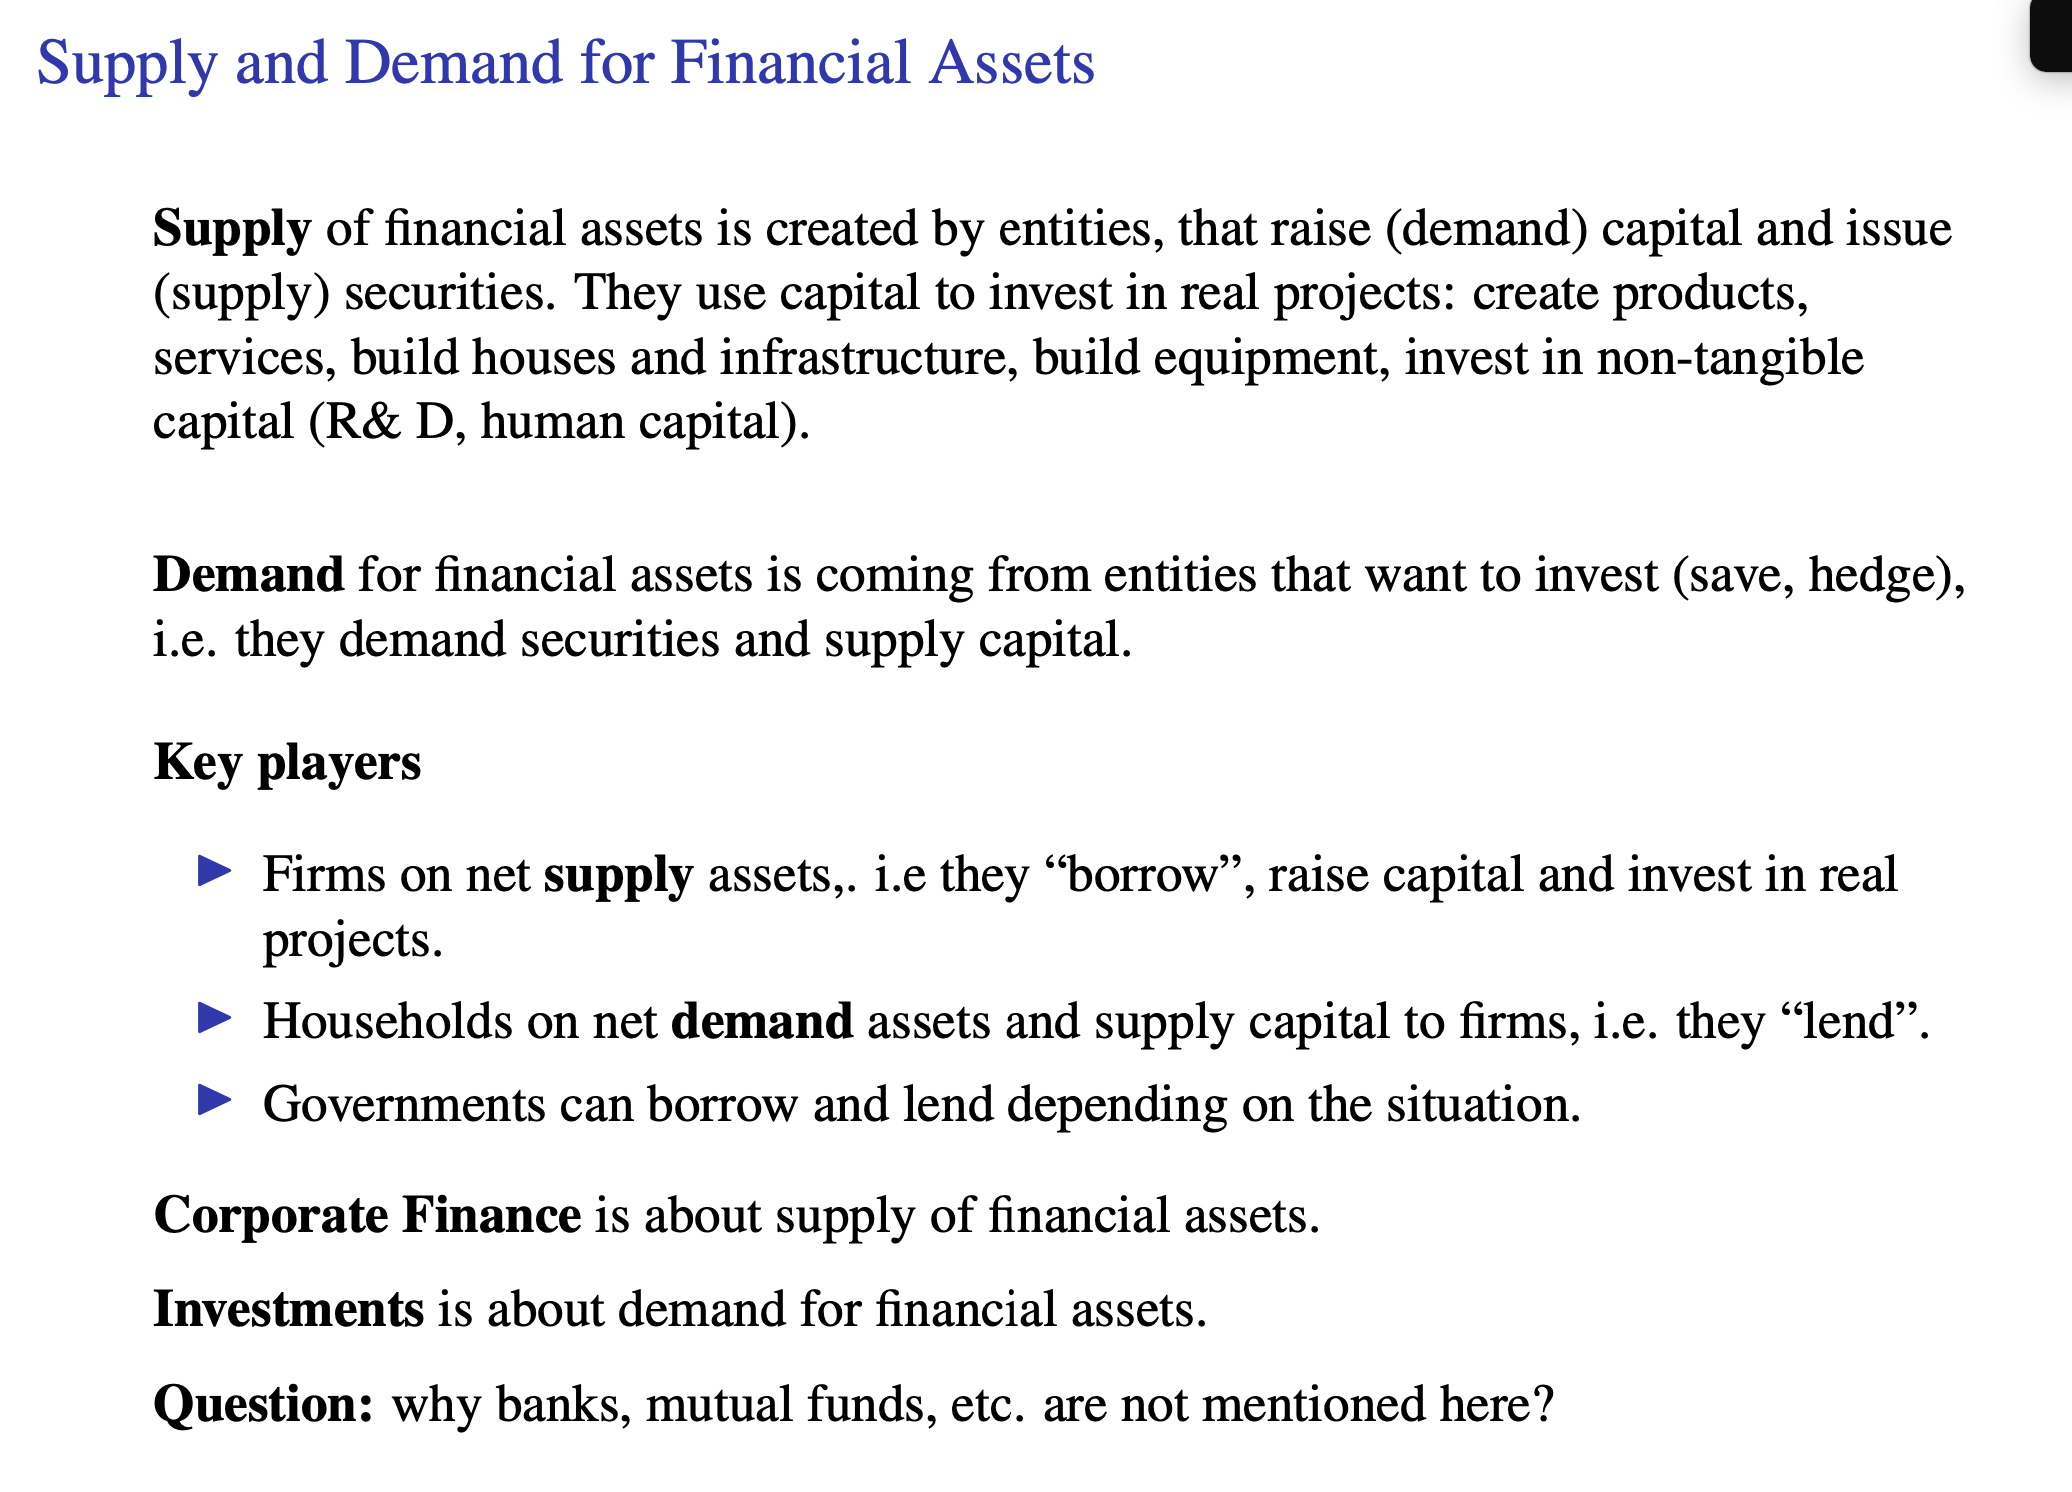 Supply and Demand for Financial Assets
Supply of financial assets is created by entities, that raise (demand) capital and issue
(supply) securities. They use capital to invest in real projects: create products,
services, build houses and infrastructure, build equipment, invest in non-tangible
capital (R& D, human capital).
Demand for financial assets is coming from entities that want to invest (save, hedge),
i.e. they demand securities and supply capital.
Key players
▶ Firms on net supply assets,. i.e they “borrow”, raise capital and invest in real
projects.
▶ Households on net demand assets and supply capital to firms, i.e. they “lend”.
▶ Governments can borrow and lend depending on the situation.
Corporate Finance is about supply of financial assets.
Investments is about demand for financial assets.
Question: why banks, mutual funds, etc. are not mentioned here?